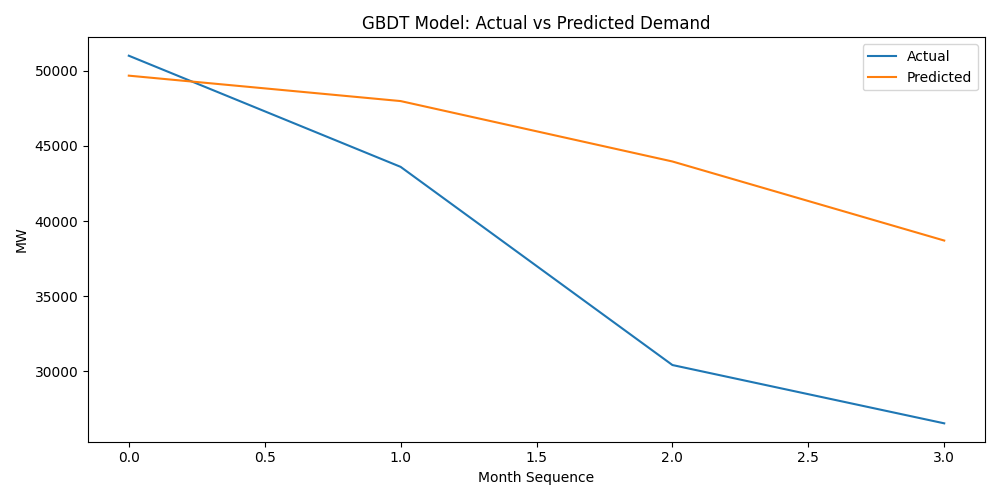 GBDT Model: Actual vs Predicted Demand
Actual
Predicted
50000
45000
40000
35000
30000
MW
0.0 0.5 1.0 1.5 2.0 2.5 3.0
Month Sequence